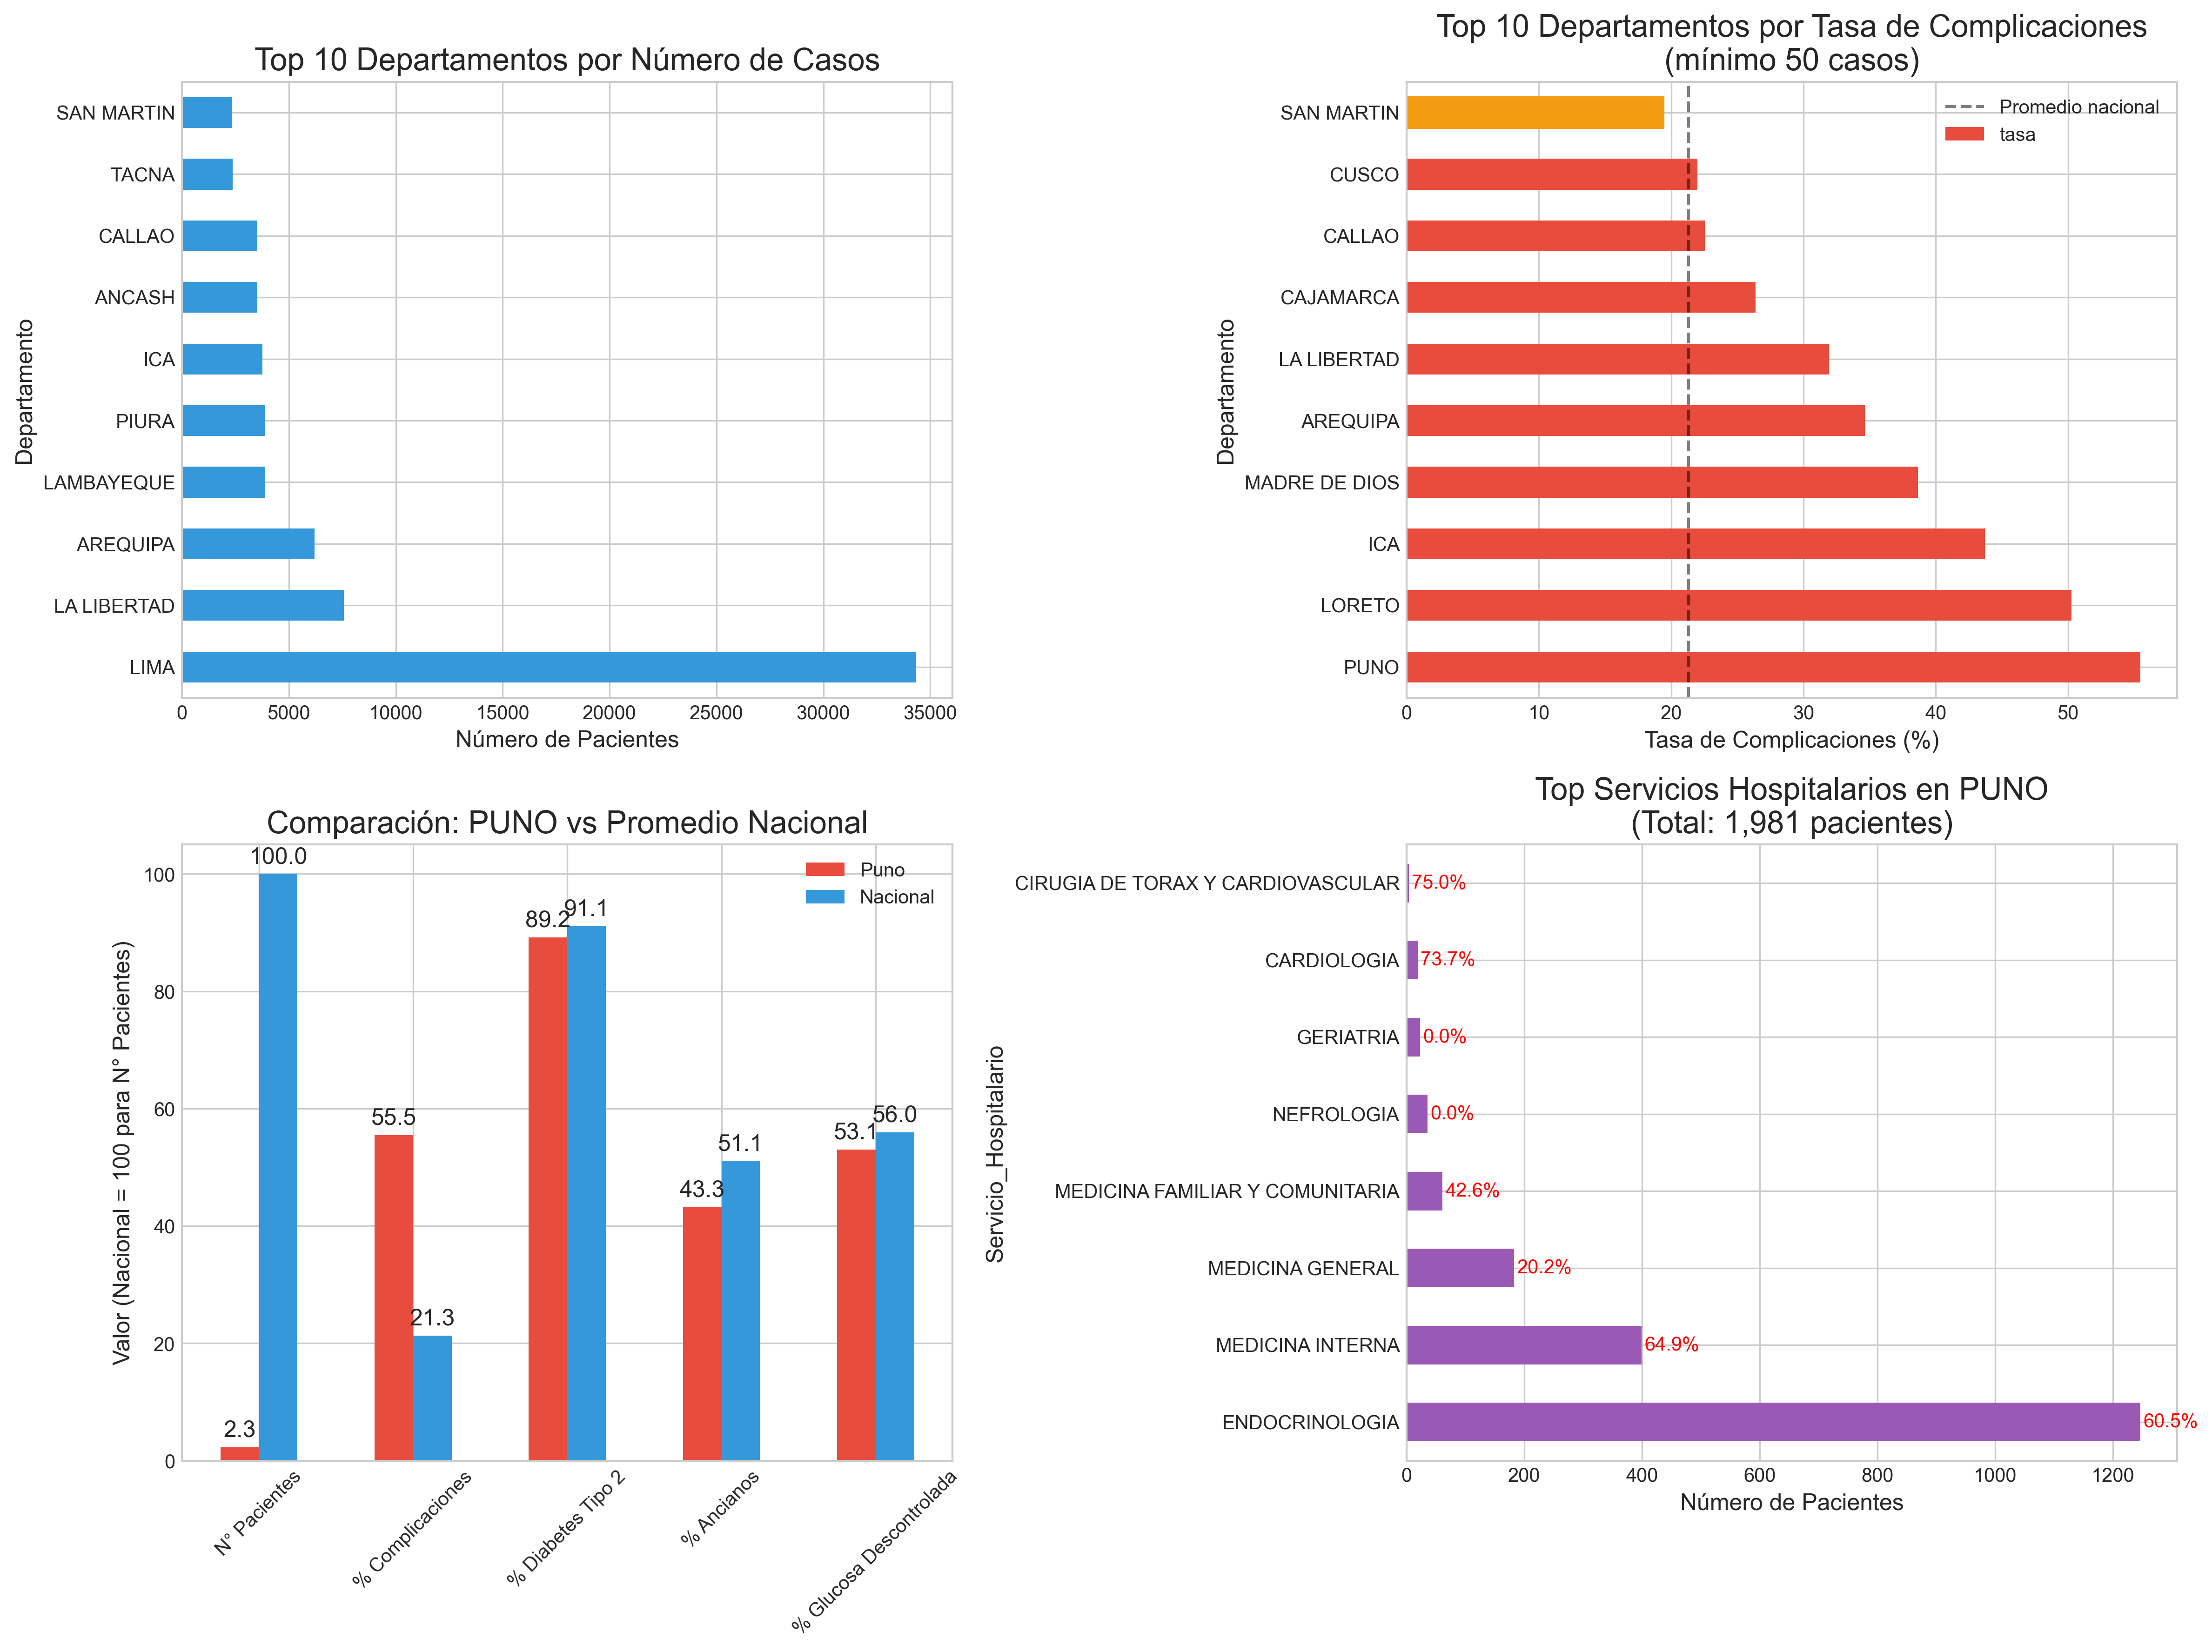 Top 10 Departamentos por Número de Casos
SAN MARTIN
TACNA
CALLAO
ANCASH
ICA
PIURA
LAMBAYEQUE
AREQUIPA
LA LIBERTAD
LIMA
Departamento
0 5000 10000 15000 20000 25000 30000 35000
Número de Pacientes
Top 10 Departamentos por Tasa de Complicaciones
(mínimo 50 casos)
Promedio nacional
tasa
SAN MARTIN
CUSCO
CALLAO
CAJAMARCA
LA LIBERTAD
AREQUIPA
MADRE DE DIOS
ICA
LORETO
PUNO
Departamento
0 10 20 30 40 50
Tasa de Complicaciones (%)
Comparación: PUNO vs Promedio Nacional
Puno
Nacional
Valor (Nacional = 100 para N° Pacientes)
100
80
60
40
20
0
2.3 100.0
55.5 21.3
89.2 91.1
43.3 51.1
53.1 56.0
N° Pacientes
% Complicaciones
% Diabetes Tipo 2
% Ancianos
% Glucosa Descontrolada
Top Servicios Hospitalarios en PUNO
(Total: 1,981 pacientes)
Servicio_Hospitalario
CIRUGIA DE TORAX Y CARDIOVASCULAR 75.0%
CARDIOLOGIA 73.7%
GERIATRIA 0.0%
NEFROLOGIA 0.0%
MEDICINA FAMILIAR Y COMUNITARIA 42.6%
MEDICINA GENERAL 20.2%
MEDICINA INTERNA 64.9%
ENDOCRINOLOGIA 60.5%
0 200 400 600 800 1000 1200
Número de Pacientes